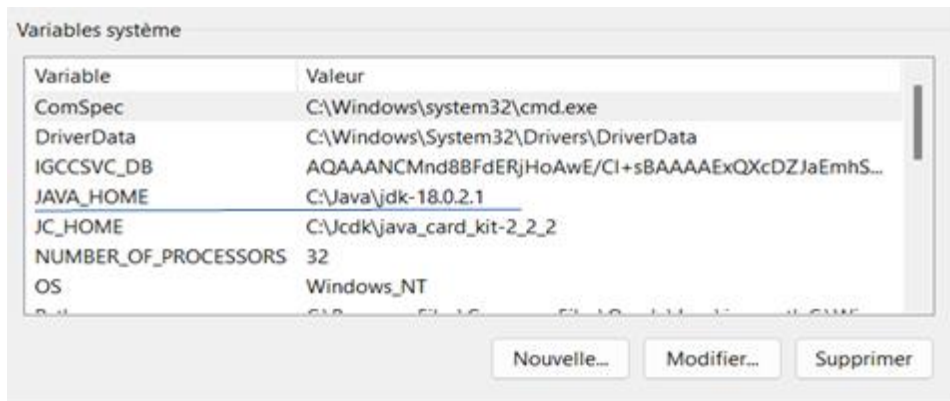 Variables système
Variable Valeur
ComSpec C:\Windows\system32\cmd.exe
DriverData C:\Windows\System32\Drivers\DriverData
IGCCSVC_DB AQAAANCMnd8BFdERjHoAwE/Cl+sBAAAAExQXcDZJaEmhS...
JAVA_HOME C:\Java\jdk-18.0.2.1
JC_HOME C:\Jcdk\java_card_kit-2_2_2
NUMBER_OF_PROCESSORS 32
OS Windows_NT
Nouvelle... Modifier... Supprimer